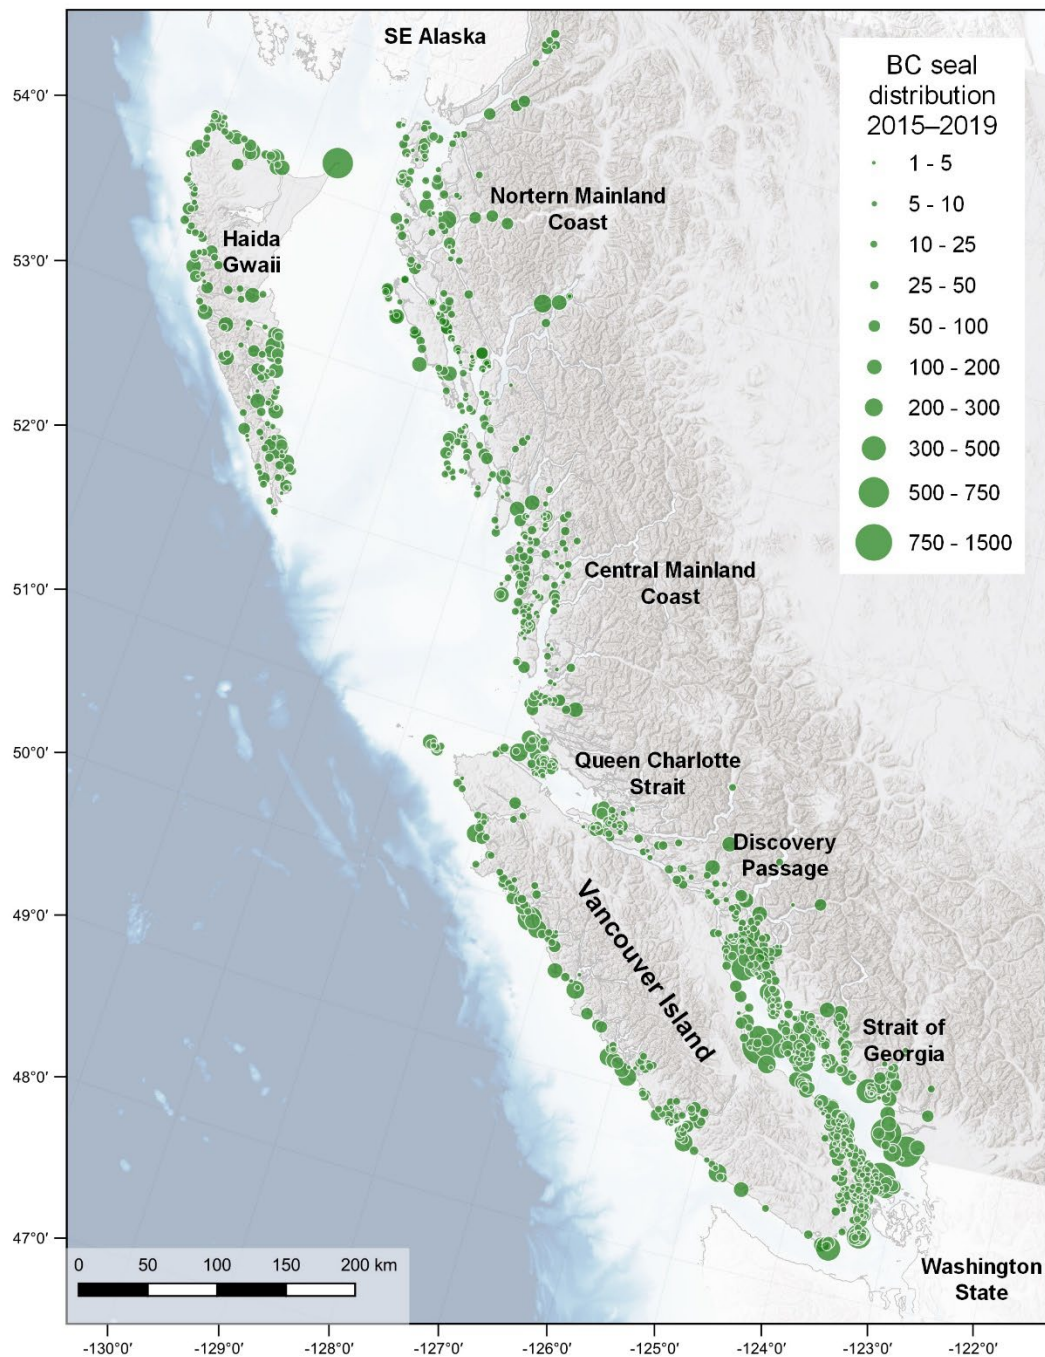 SE Alaska
BC seal
distribution
2015–2019
1 - 5
5 - 10
10 - 25
25 - 50
50 - 100
100 - 200
200 - 300
300 - 500
500 - 750
750 - 1500
54°0'
53°0'
52°0'
51°0'
50°0'
49°0'
48°0'
47°0'
Nortern Mainland
Coast
Haida
Gwaii
Central Mainland
Coast
Queen Charlotte
Strait
Discovery
Passage
Vancouver Island
Strait of
Georgia
Washington
State
0 50 100 150 200 km
-130°0' -129°0' -128°0' -127°0' -126°0' -125°0' -124°0' -123°0' -122°0'